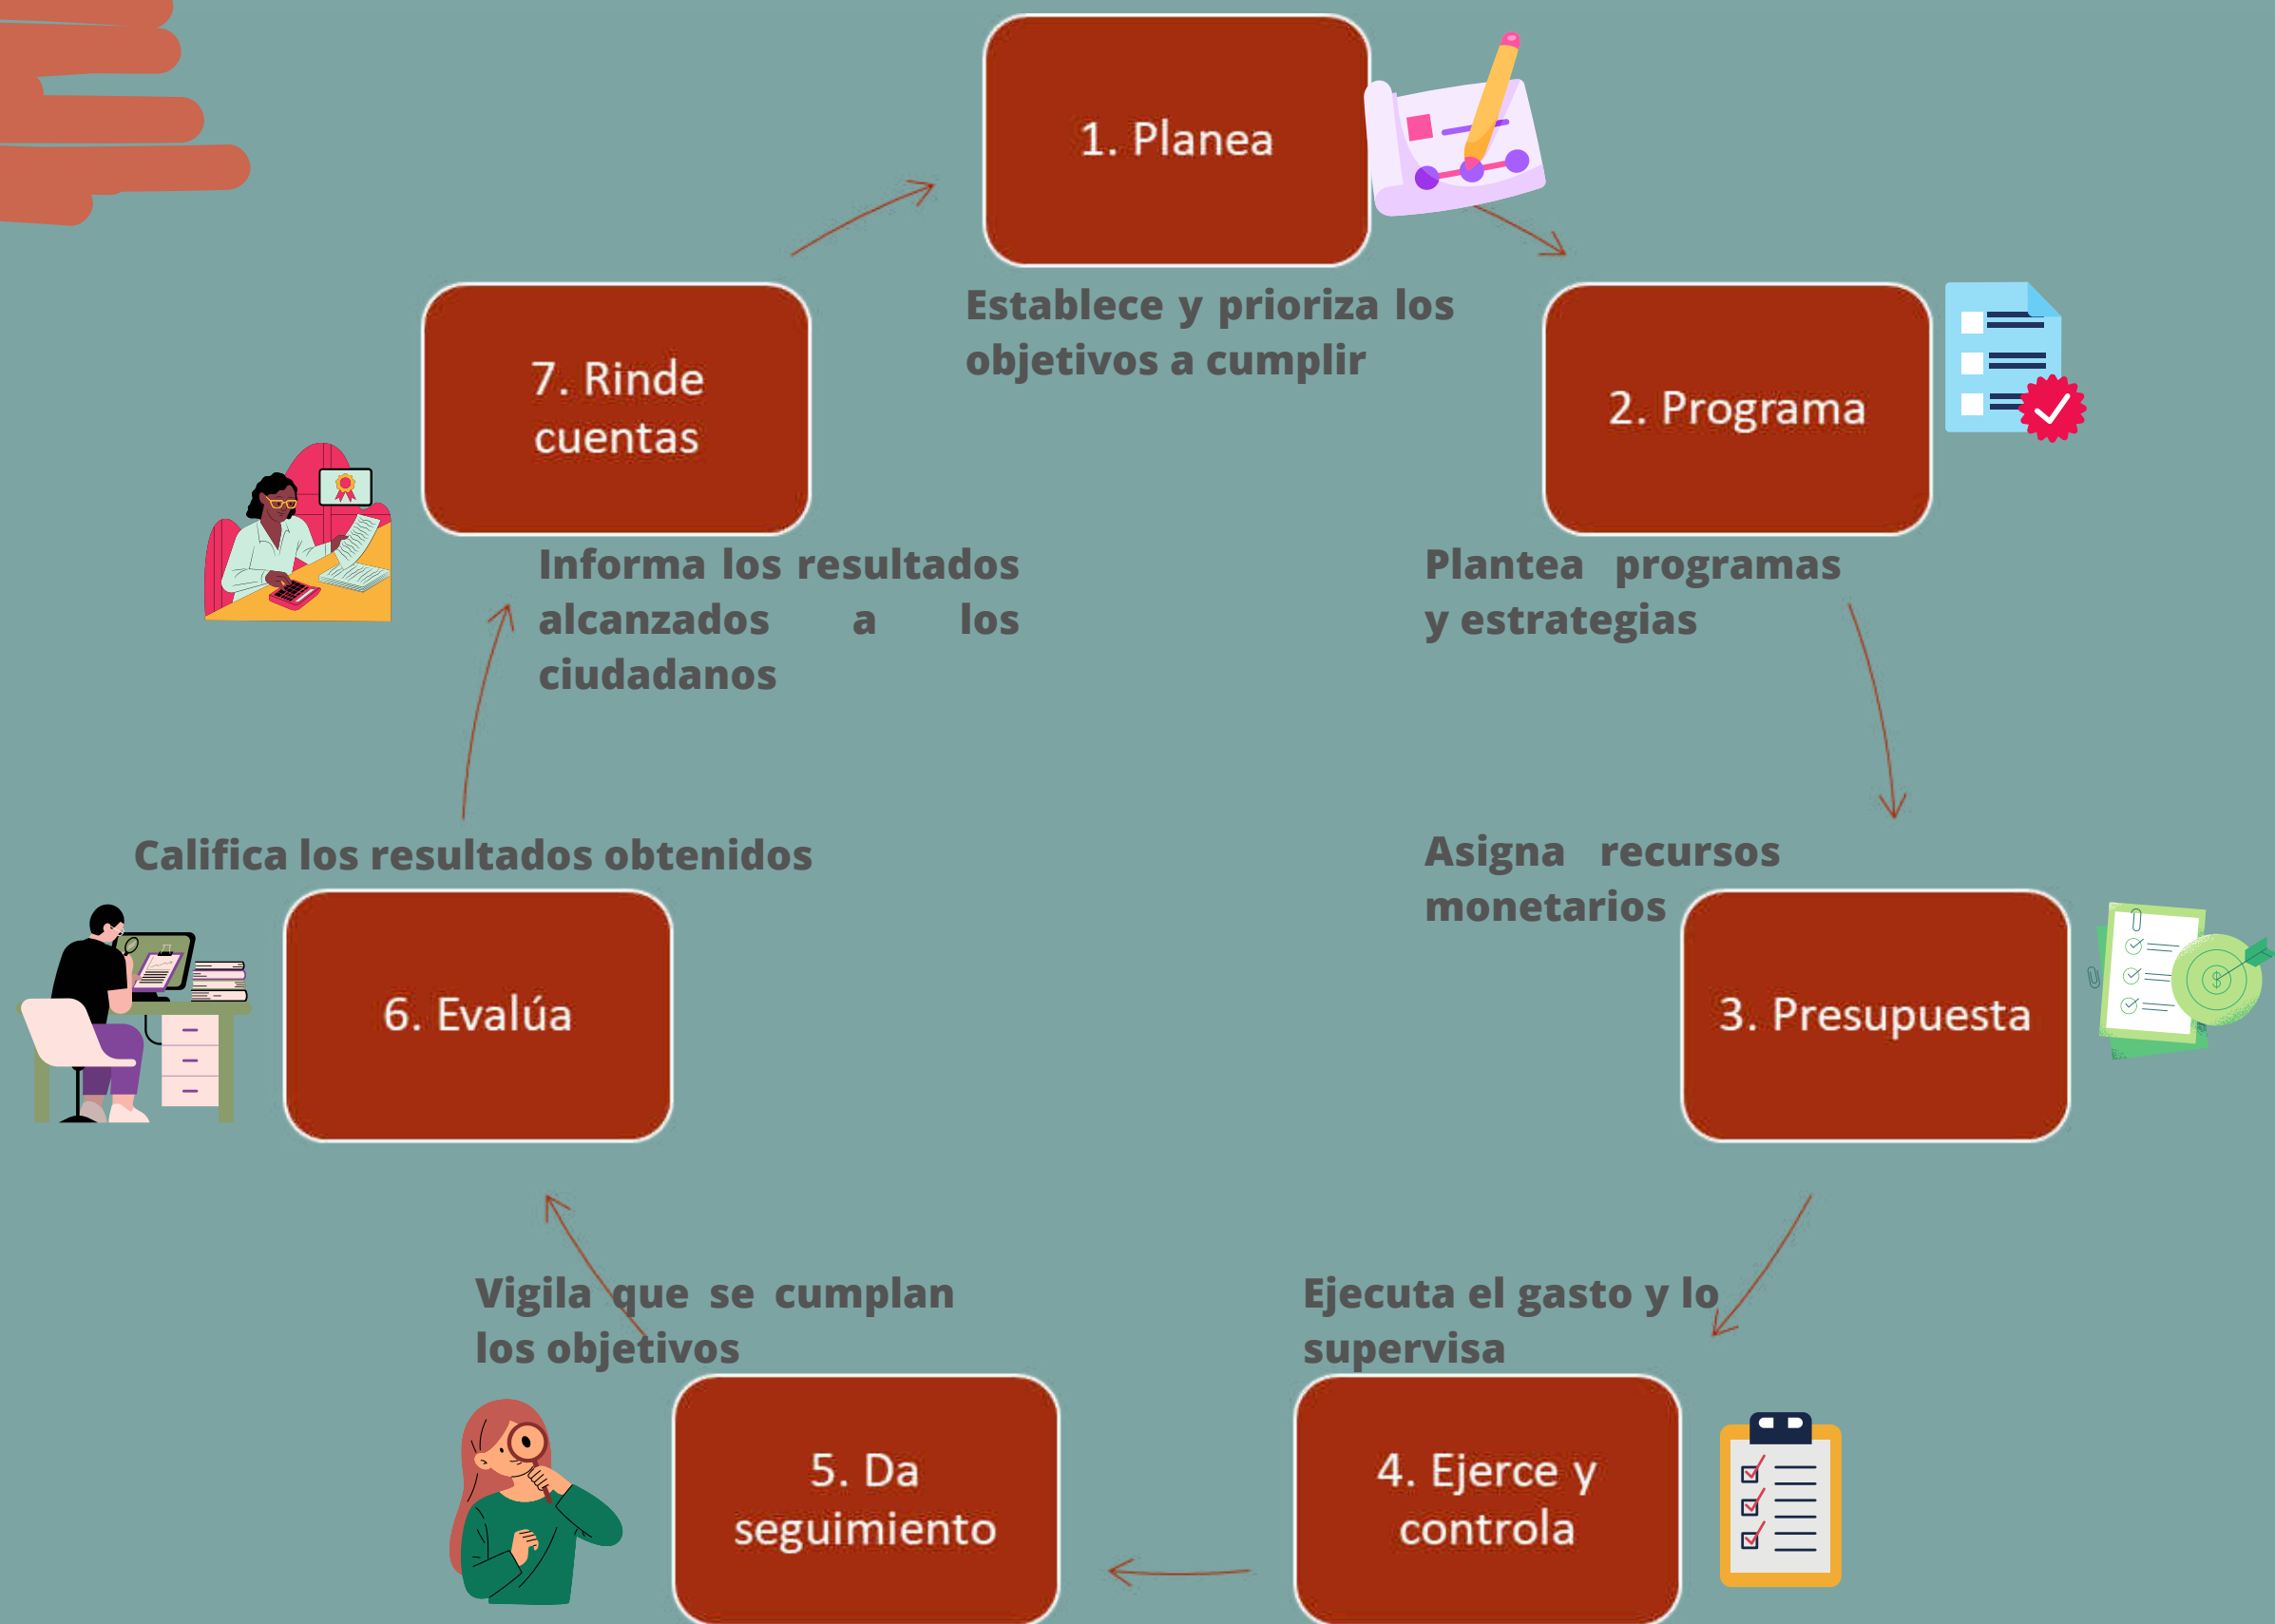 1. Planea
Establece y prioriza los
objetivos a cumplir
2. Programa
Plantea programas
y estrategias
Asigna recursos
monetarios
3. Presupuesta
Ejecuta el gasto y lo
supervisa
4. Ejerce y
controla
Vigila que se cumplan
los objetivos
5. Da
seguimiento
Califica los resultados obtenidos
6. Evalúa
7. Rinde
cuentas
Informa los resultados
alcanzados a los
ciudadanos